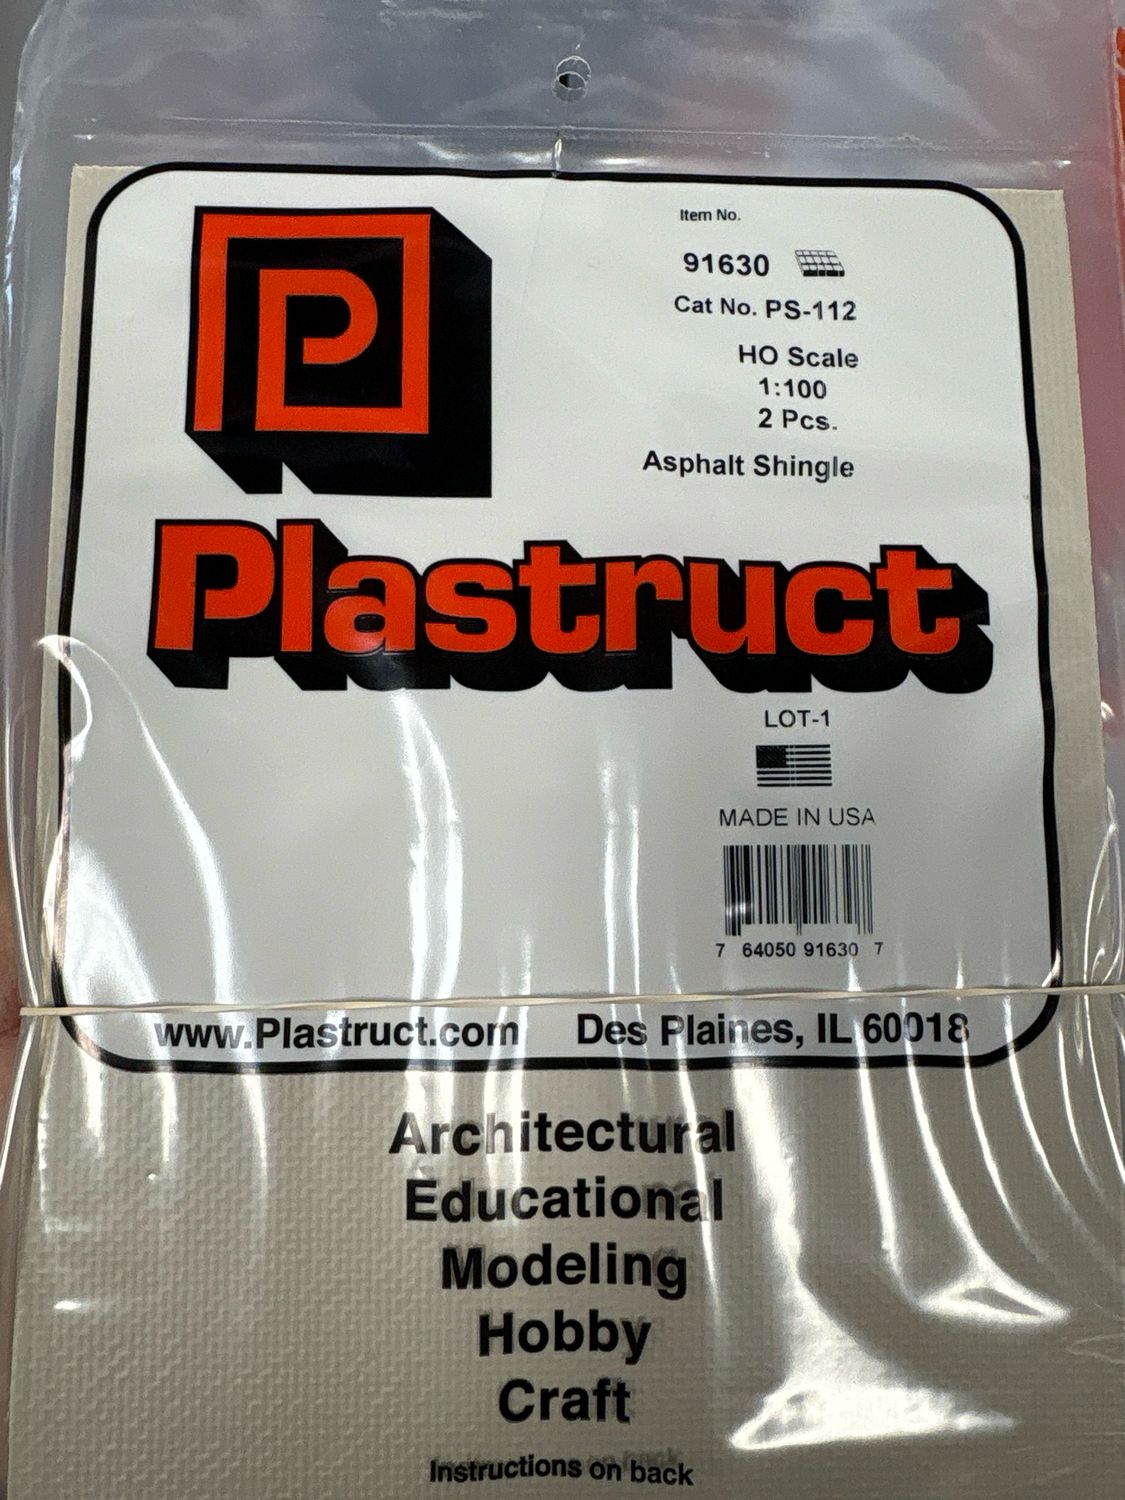 P
Item No.
91630
Cat No. PS-112
HO Scale
1:100
2 Pcs.
Asphalt Shingle
Plastruct
LOT-1
MADE IN USA
7 64050 91630 7
www.Plastruct.com Des Plaines, IL 60018
Architectural
Educational
Modeling
Hobby
Craft
Instructions on back